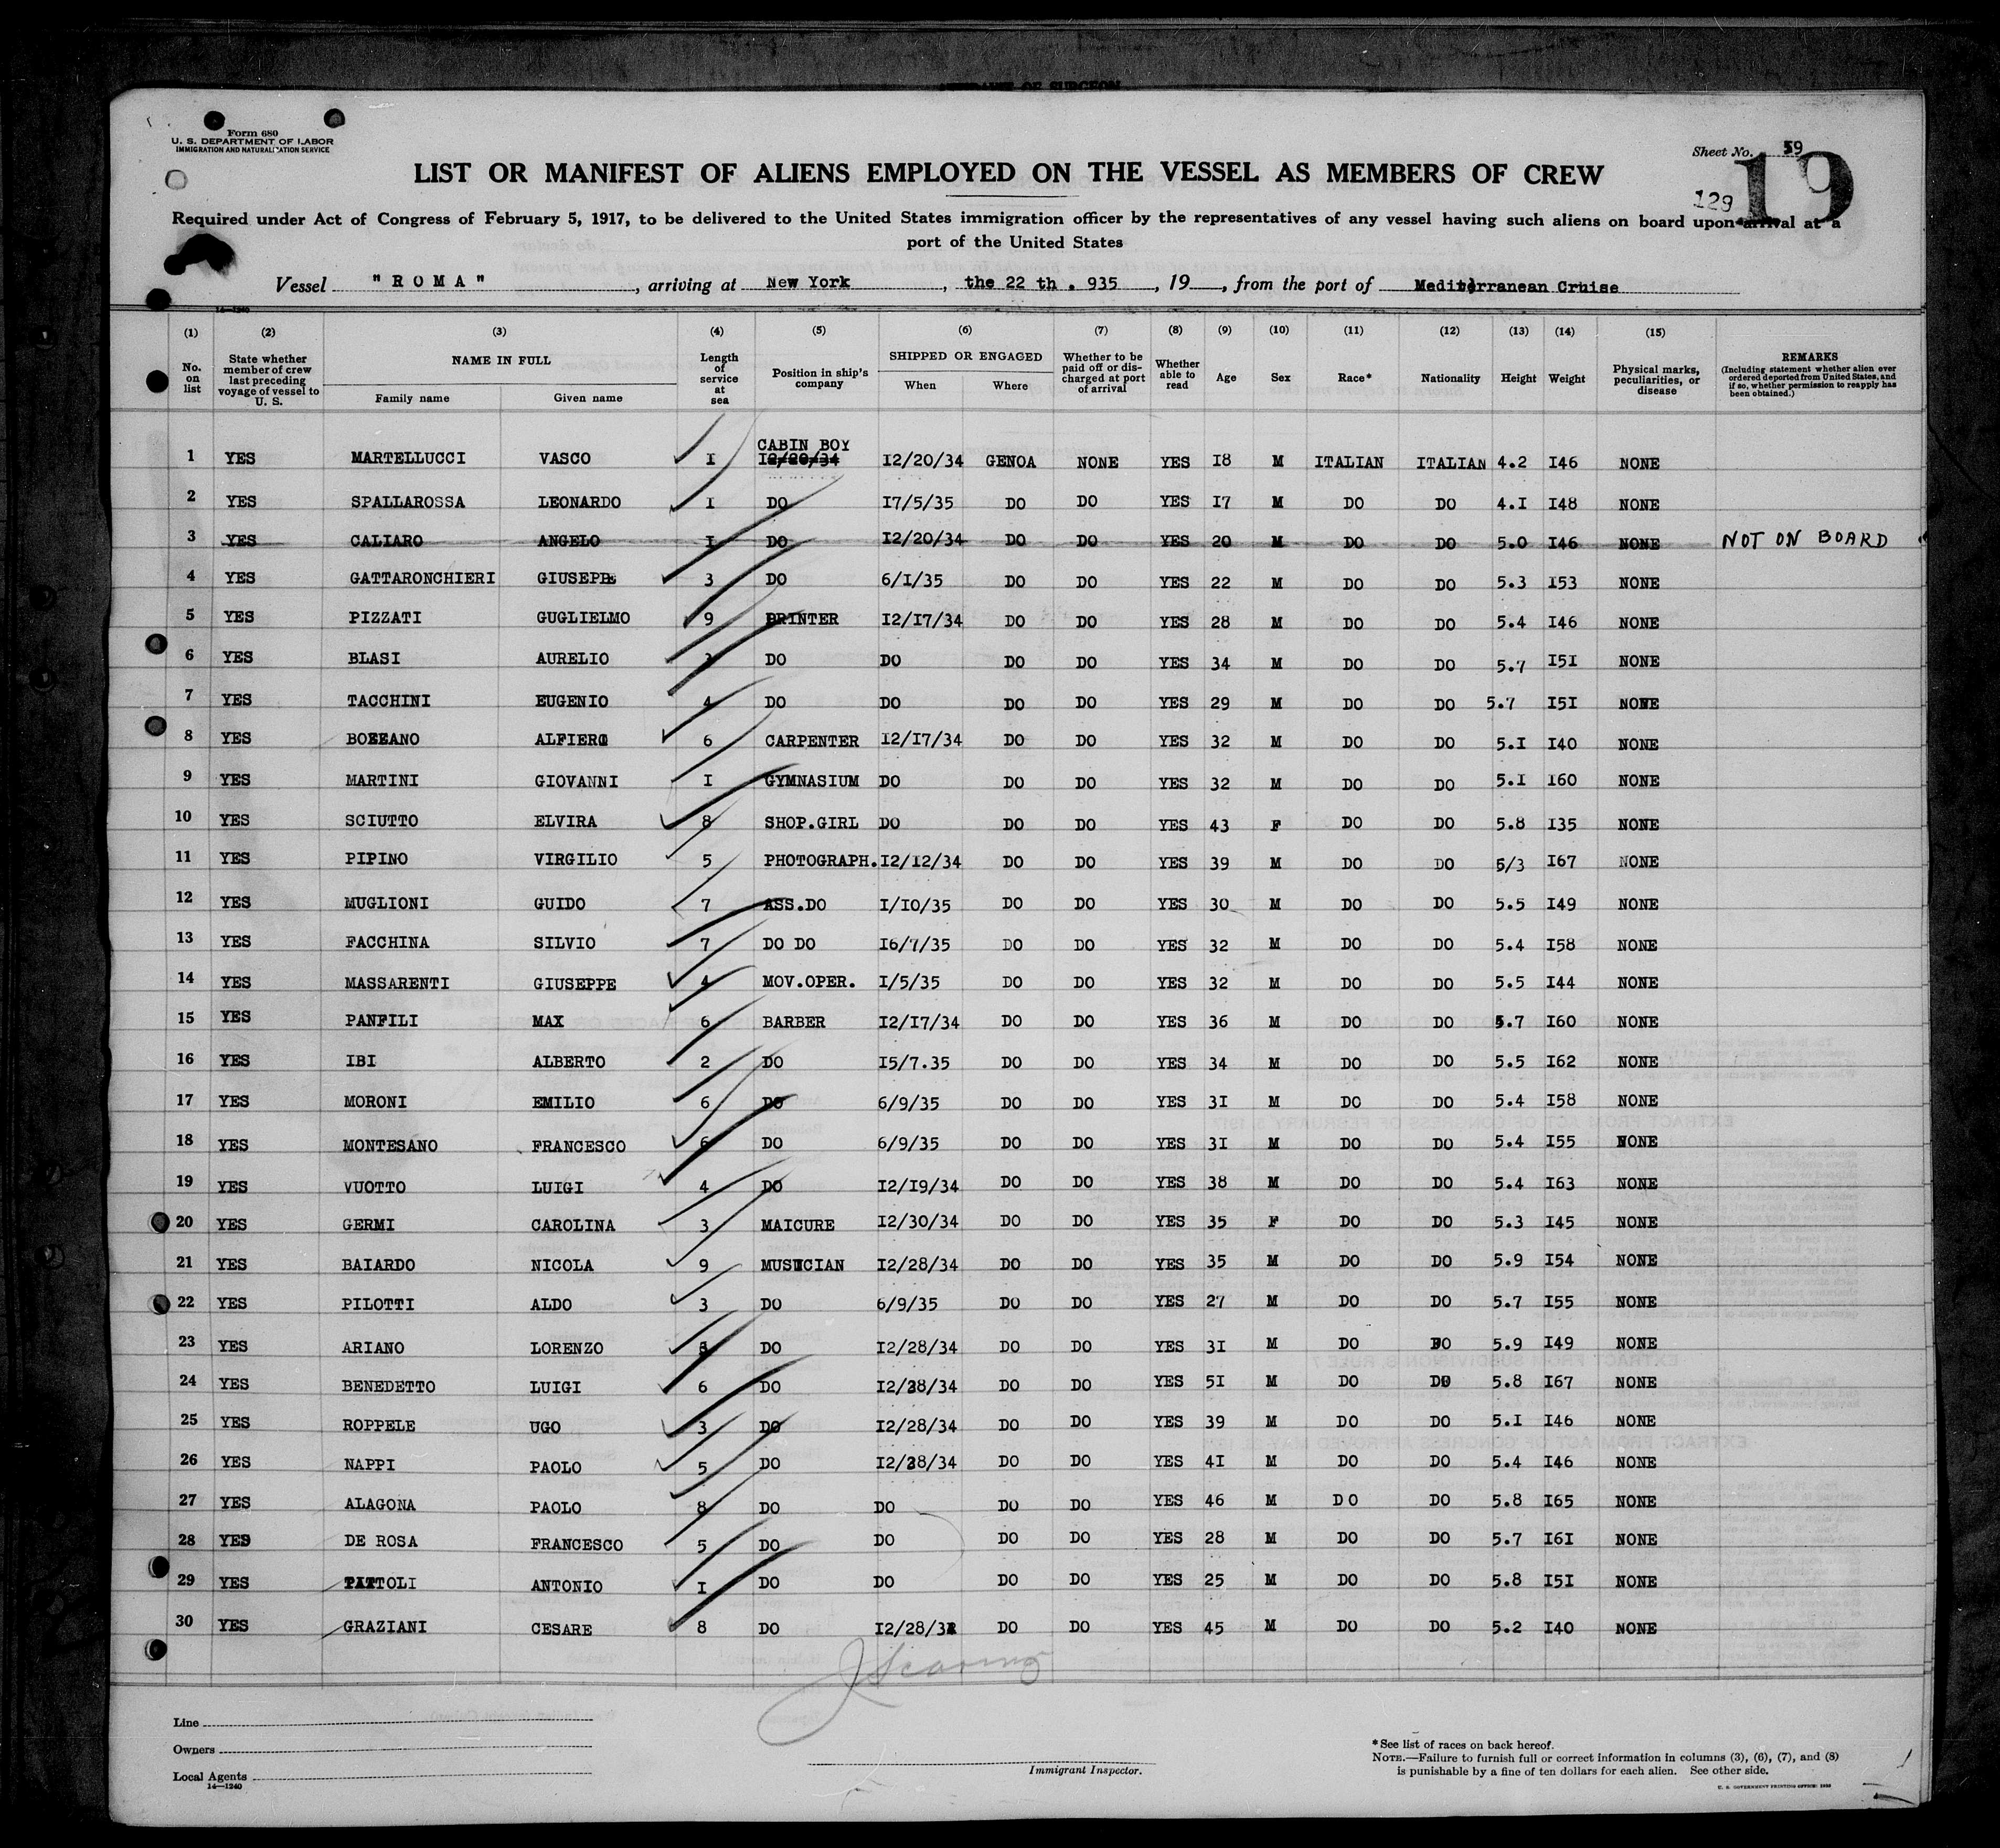 Form 680
U. S. DEPARTMENT OF LABOR
IMMIGRATION AND NATURALIZATION SERVICE
Sheet No. 59
19
129
LIST OR MANIFEST OF ALIENS EMPLOYED ON THE VESSEL AS MEMBERS OF CREW
Required under Act of Congress of February 5, 1917, to be delivered to the United States immigration officer by the representatives of any vessel having such aliens on board upon arrival at a
port of the United States
Vessel "ROMA", arriving at New York, the 22 th. 935, 19, from the port of Mediterranean Cruise
14—1240
(1) (2) (3) (4) (5) (6) (7) (8) (9) (10) (11) (12) (13) (14) (15)
No. on list
State whether member of crew last preceding voyage of vessel to U. S.
NAME IN FULL
Family name
Given name
Length of service at sea
Position in ship's company
SHIPPED OR ENGAGED
When
Where
Whether to be paid off or discharged at port of arrival
Whether able to read
Age
Sex
Race*
Nationality
Height
Weight
Physical marks, peculiarities, or disease
REMARKS
(Including statement whether alien ever ordered deported from United States, and if so, whether permission to reapply has been obtained.)
1 YES MARTELLUCCI VASCO I CABIN BOY 12/20/34 I2/20/34 GENOA NONE YES I8 M ITALIAN ITALIAN 4.2 I46 NONE
2 YES SPALLAROSSA LEONARDO I DO I7/5/35 DO DO YES I7 M DO DO 4.I I48 NONE
3 YES CALIARO ANGELO I DO I2/20/34 DO DO YES 20 M DO DO 5.0 I46 NONE NOT ON BOARD
4 YES GATTARONCHIERI GIUSEPPE 3 DO 6/I/35 DO DO YES 22 M DO DO 5.3 I53 NONE
5 YES PIZZATI GUGLIELMO 9 PRINTER I2/I7/34 DO DO YES 28 M DO DO 5.4 I46 NONE
6 YES BLASI AURELIO DO DO DO DO YES 34 M DO DO 5.7 I5I NONE
7 YES TACCHINI EUGENIO 4 DO DO DO DO YES 29 M DO DO 5.7 I5I NONE
8 YES BOZZANO ALFIERO 6 CARPENTER I2/I7/34 DO DO YES 32 M DO DO 5.I I40 NONE
9 YES MARTINI GIOVANNI I GYMNASIUM DO DO DO YES 32 M DO DO 5.I I60 NONE
10 YES SCIUTTO ELVIRA 8 SHOP.GIRL DO DO DO YES 43 F DO DO 5.8 I35 NONE
11 YES PIPINO VIRGILIO 5 PHOTOGRAPH. I2/I2/34 DO DO YES 39 M DO DO 5/3 I67 NONE
12 YES MUGLIONI GUIDO 7 ASS.DO I/IO/35 DO DO YES 30 M DO DO 5.5 I49 NONE
13 YES FACCHINA SILVIO 7 DO DO I6/7/35 DO DO YES 32 M DO DO 5.4 I58 NONE
14 YES MASSARENTI GIUSEPPE 4 MOV.OPER. I/5/35 DO DO YES 32 M DO DO 5.5 I44 NONE
15 YES PANFILI MAX 6 BARBER I2/I7/34 DO DO YES 36 M DO DO 5.7 I60 NONE
16 YES IBI ALBERTO 2 DO I5/7.35 DO DO YES 34 M DO DO 5.5 I62 NONE
17 YES MORONI EMILIO 6 DO 6/9/35 DO DO YES 3I M DO DO 5.4 I58 NONE
18 YES MONTESANO FRANCESCO 6 DO 6/9/35 DO DO YES 3I M DO DO 5.4 I55 NONE
19 YES VUOTTO LUIGI 4 DO I2/I9/34 DO DO YES 38 M DO DO 5.4 I63 NONE
20 YES GERMI CAROLINA 3 MAICURE I2/30/34 DO DO YES 35 F DO DO 5.3 I45 NONE
21 YES BAIARDO NICOLA 9 MUSICIAN I2/28/34 DO DO YES 35 M DO DO 5.9 I54 NONE
22 YES PILOTTI ALDO 3 DO 6/9/35 DO DO YES 27 M DO DO 5.7 I55 NONE
23 YES ARIANO LORENZO DO I2/28/34 DO DO YES 3I M DO DO 5.9 I49 NONE
24 YES BENEDETTO LUIGI 6 DO I2/28/34 DO DO YES 5I M DO DO 5.8 I67 NONE
25 YES ROPPELE UGO 3 DO I2/28/34 DO DO YES 39 M DO DO 5.I I46 NONE
26 YES NAPPI PAOLO 5 DO I2/28/34 DO DO YES 4I M DO DO 5.4 I46 NONE
27 YES ALAGONA PAOLO 8 DO DO DO DO YES 46 M DO DO 5.8 I65 NONE
28 YES DE ROSA FRANCESCO 5 DO DO DO DO YES 28 M DO DO 5.7 I6I NONE
29 YES TATTOLI ANTONIO I DO DO DO DO YES 25 M DO DO 5.8 I5I NONE
30 YES GRAZIANI CESARE 8 DO DO DO YES 45 M DO DO 5.2 I40 NONE
Line
Owners
Local Agents
14—1240
Immigrant Inspector.
*See list of races on back hereof.
NOTE.—Failure to furnish full or correct information in columns (3), (6), (7), and (8)
is punishable by a fine of ten dollars for each alien. See other side.